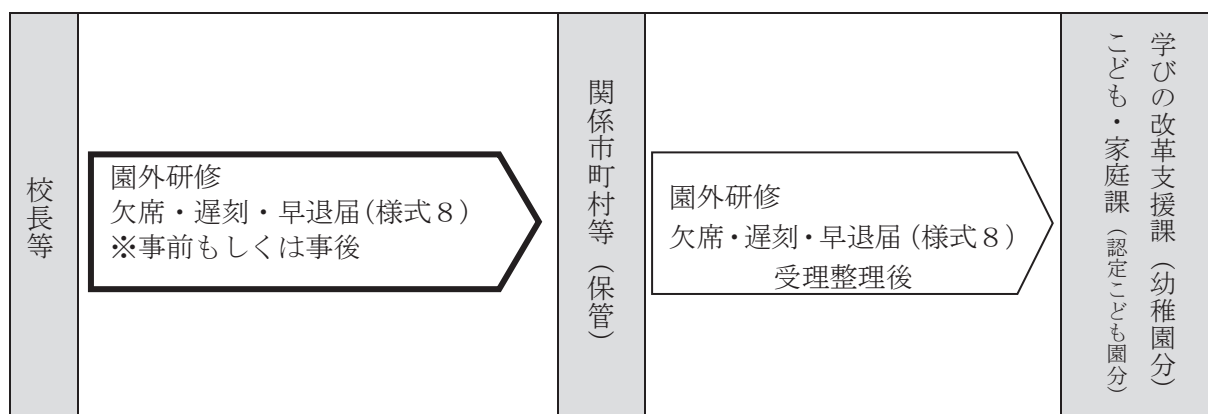 校長等
園外研修
欠席・遅刻・早退届(様式８)
※事前もしくは事後
関係市町村等（保管）
園外研修
欠席・遅刻・早退届(様式８)
受理整理後
学びの改革支援課（幼稚園分）
こども・家庭課（認定こども園分）